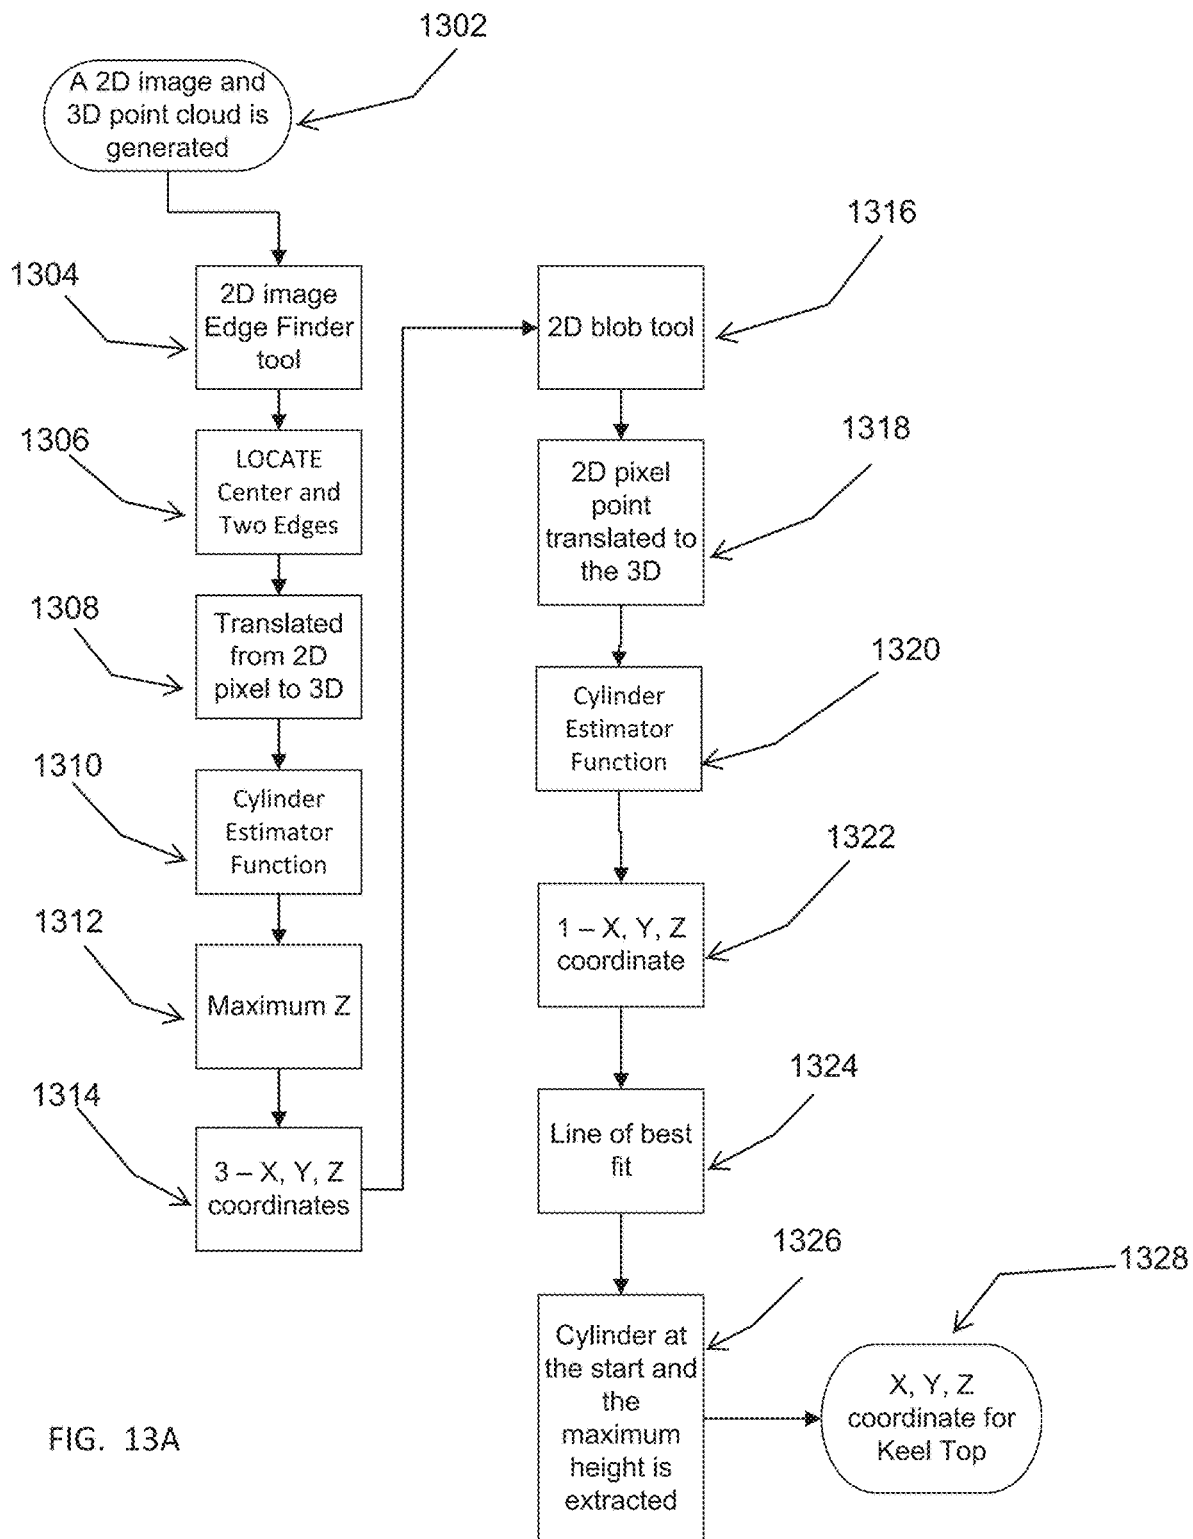 1302
A 2D image and
3D point cloud is
generated
1304
2D image
Edge Finder
tool
1306
LOCATE
Center and
Two Edges
1308
Translated
from 2D
pixel to 3D
1310
Cylinder
Estimator
Function
1312
Maximum Z
1314
3 – X, Y, Z
coordinates
1316
2D blob tool
1318
2D pixel
point
translated to
the 3D
1320
Cylinder
Estimator
Function
1322
1 – X, Y, Z
coordinate
1324
Line of best
fit
1326
Cylinder at
the start and
the
maximum
height is
extracted
1328
X, Y, Z
coordinate for
Keel Top
FIG. 13A